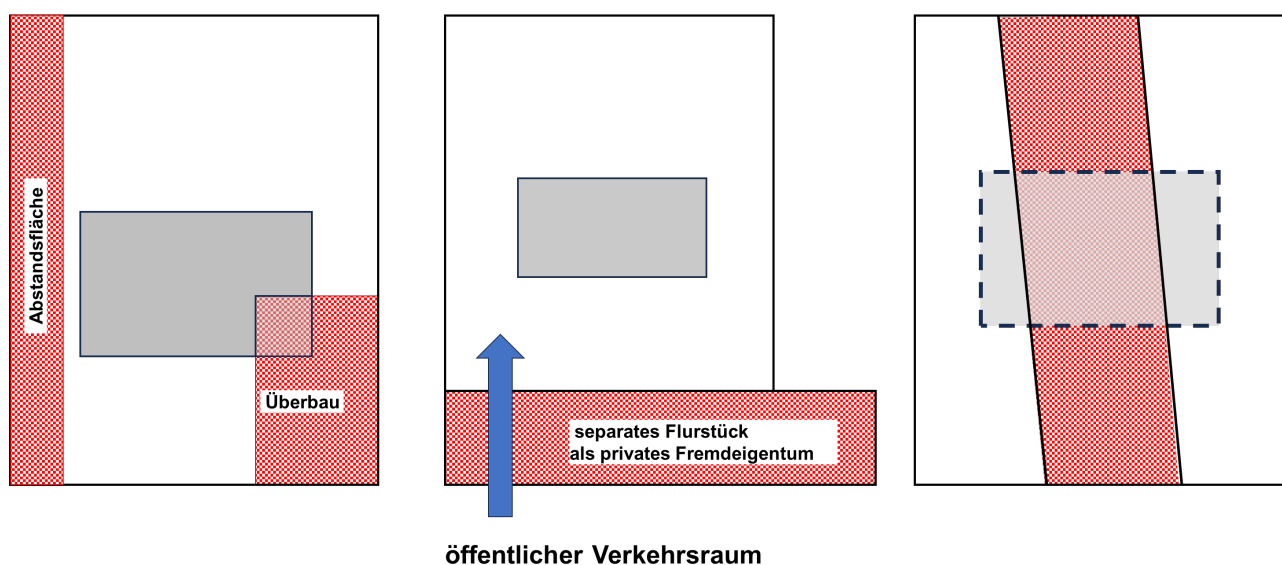 Abstandsfläche
Überbau
separates Flurstück
als privates Fremdeigentum
öffentlicher Verkehrsraum